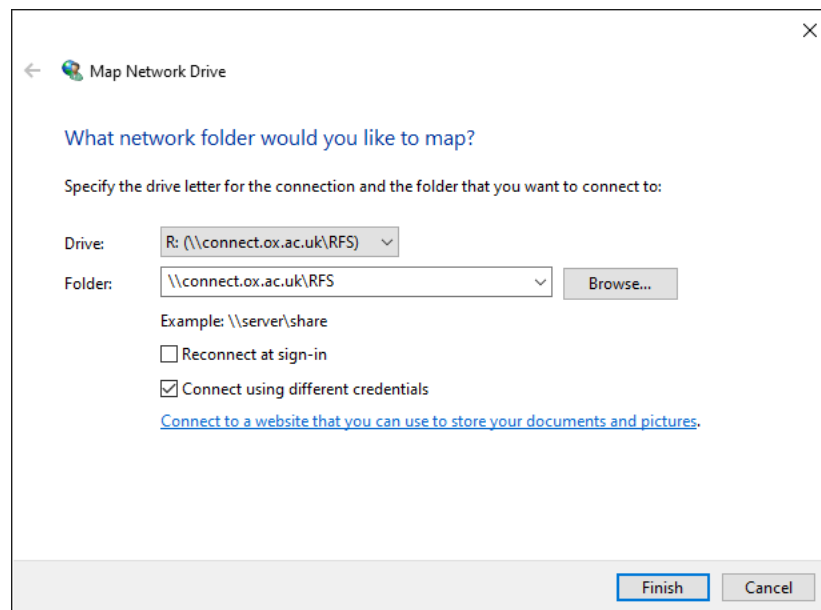 Map Network Drive
What network folder would you like to map?
Specify the drive letter for the connection and the folder that you want to connect to:
Drive: R: (\\connect.ox.ac.uk\RFS)
Folder: \\connect.ox.ac.uk\RFS Browse...
Example: \\server\share
Reconnect at sign-in
Connect using different credentials
Connect to a website that you can use to store your documents and pictures.
Finish Cancel